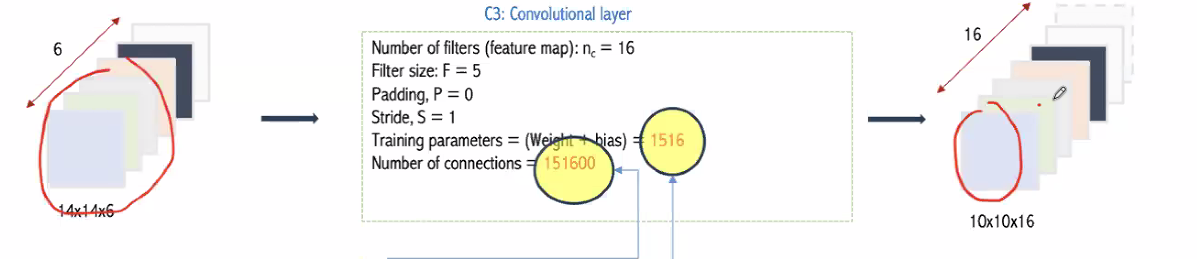 C3: Convolutional layer
6
14x14x6
Number of filters (feature map): n_c = 16
Filter size: F = 5
Padding, P = 0
Stride, S = 1
Training parameters = (Weight + bias) = 1516
Number of connections = 151600
16
10x10x16